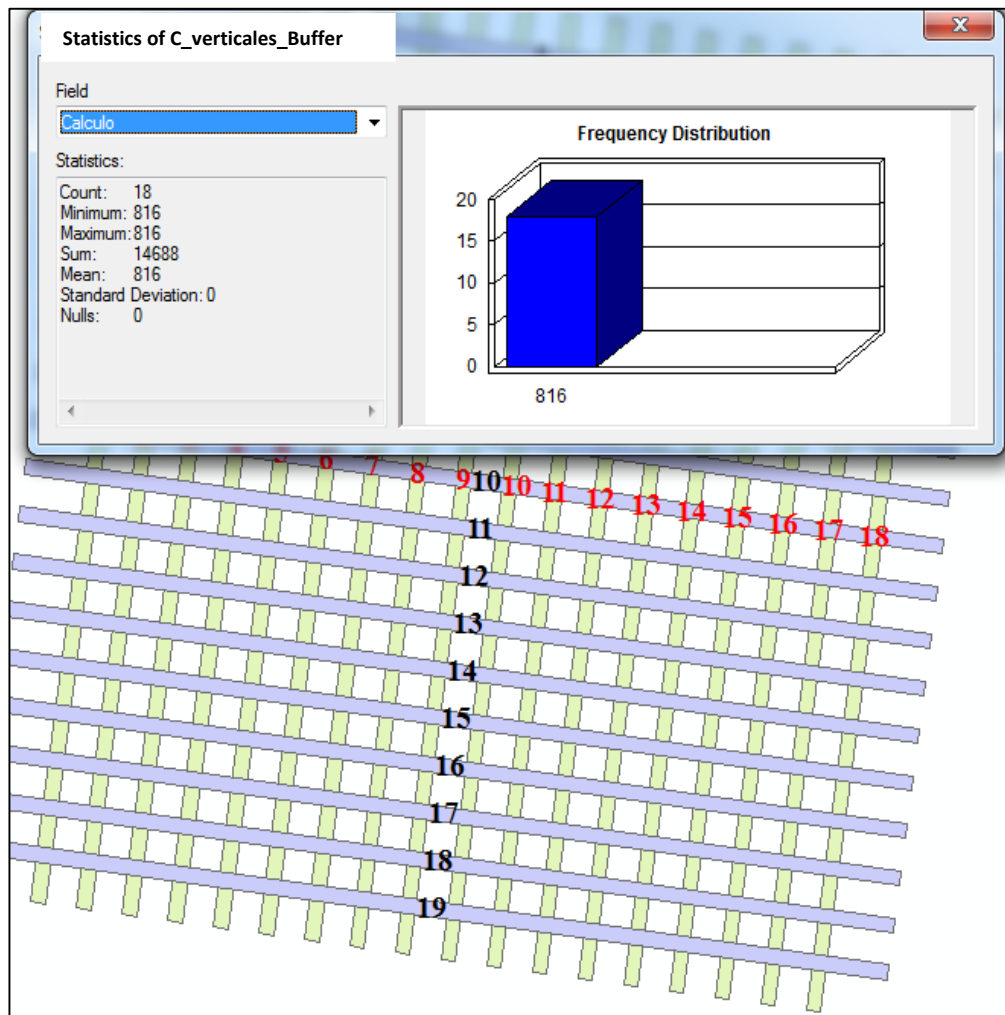 Statistics of C_verticales_Buffer
X
Field
Calculo
Statistics:
Count: 18
Minimum: 816
Maximum: 816
Sum: 14688
Mean: 816
Standard Deviation: 0
Nulls: 0
Frequency Distribution
20
15
10
5
0
816
6 7 8 9 10 10 11 12 13 14 15 16 17 18
11
12
13
14
15
16
17
18
19